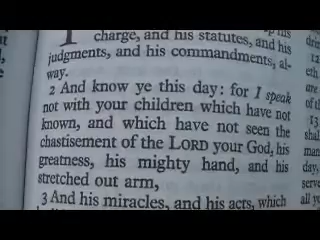 charge, and his statutes, and his
judgments, and his commandments, al-
way.
2 And know ye this day: for I speak
not with your children which have not
known, and which have not seen the
chastisement of the LORD your God, his
greatness, his mighty hand, and his
stretched out arm,
3 And his miracles, and his acts, which